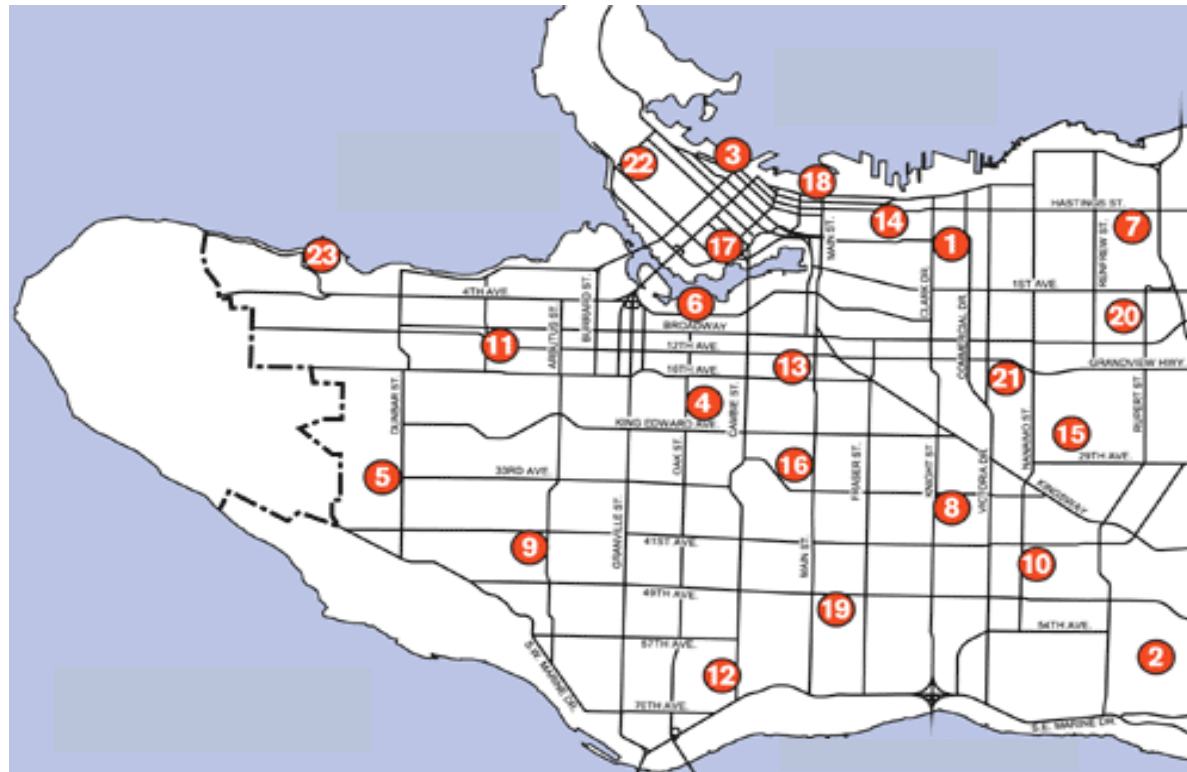 3
22
18
HASTINGS ST.
14
7
MAIN ST.
RENFREW ST.
17
1
23
CLARK DR.
1ST AVE.
4TH AVE
BURRARD ST.
6
COMMERCIAL DR.
20
BROADWAY
ARBUTUS ST.
12TH AVE.
11
GRANDVIEW HWY.
16TH AVE.
13
21
DUNBAR ST
4
CAMBIE ST.
RUPERT ST.
KING EDWARD AVE.
15
NANAIMO ST
OAK ST.
16
29TH AVE.
33RD AVE.
5
FRASER ST.
KNIGHT ST.
VICTORIA DR.
KINGSWAY
8
GRANVILLE ST.
41ST AVE.
9
MAIN ST.
10
49TH AVE.
19
54TH AVE.
57TH AVE.
2
S.W. MARINE DR.
12
70TH AVE.
S.E. MARINE DR.